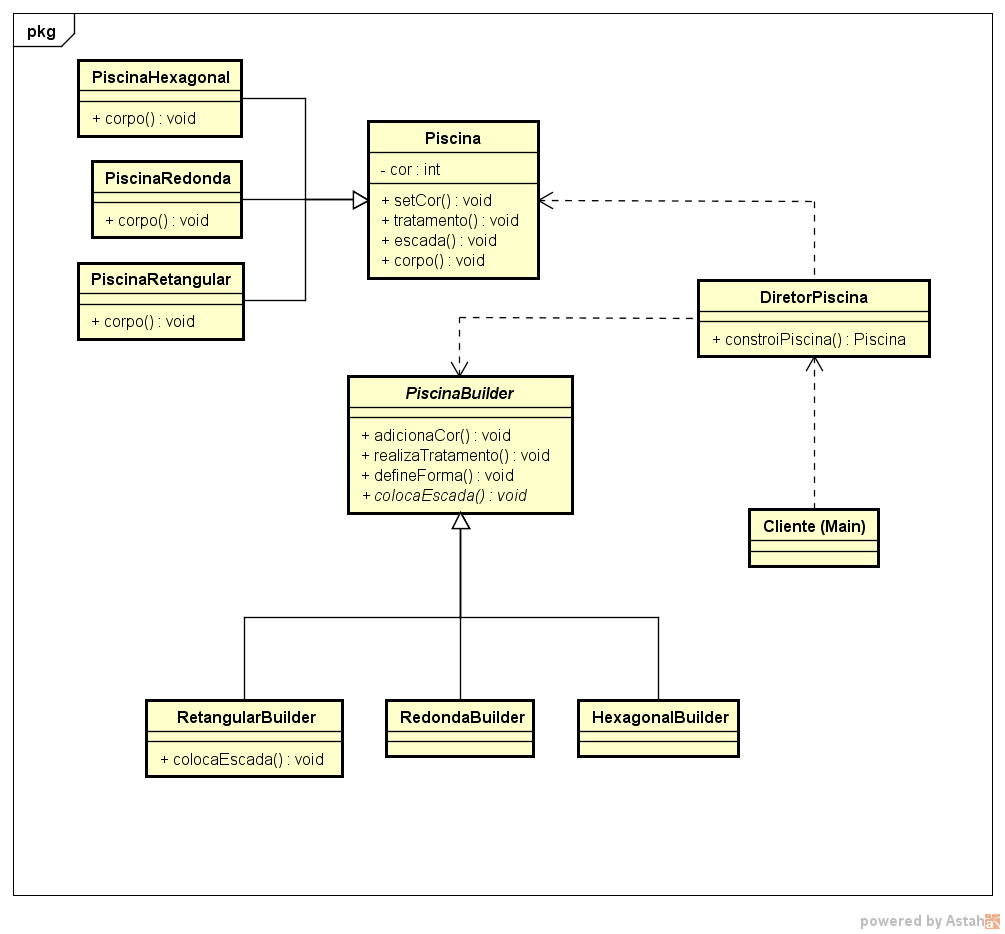 pkg
PiscinaHexagonal
+ corpo() : void
PiscinaRedonda
+ corpo() : void
PiscinaRetangular
+ corpo() : void
Piscina
- cor : int
+ setCor() : void
+ tratamento() : void
+ escada() : void
+ corpo() : void
DiretorPiscina
+ constroiPiscina() : Piscina
PiscinaBuilder
+ adicionaCor() : void
+ realizaTratamento() : void
+ defineForma() : void
+ colocaEscada() : void
Cliente (Main)
RetangularBuilder
+ colocaEscada() : void
RedondaBuilder
HexagonalBuilder
powered by Astah